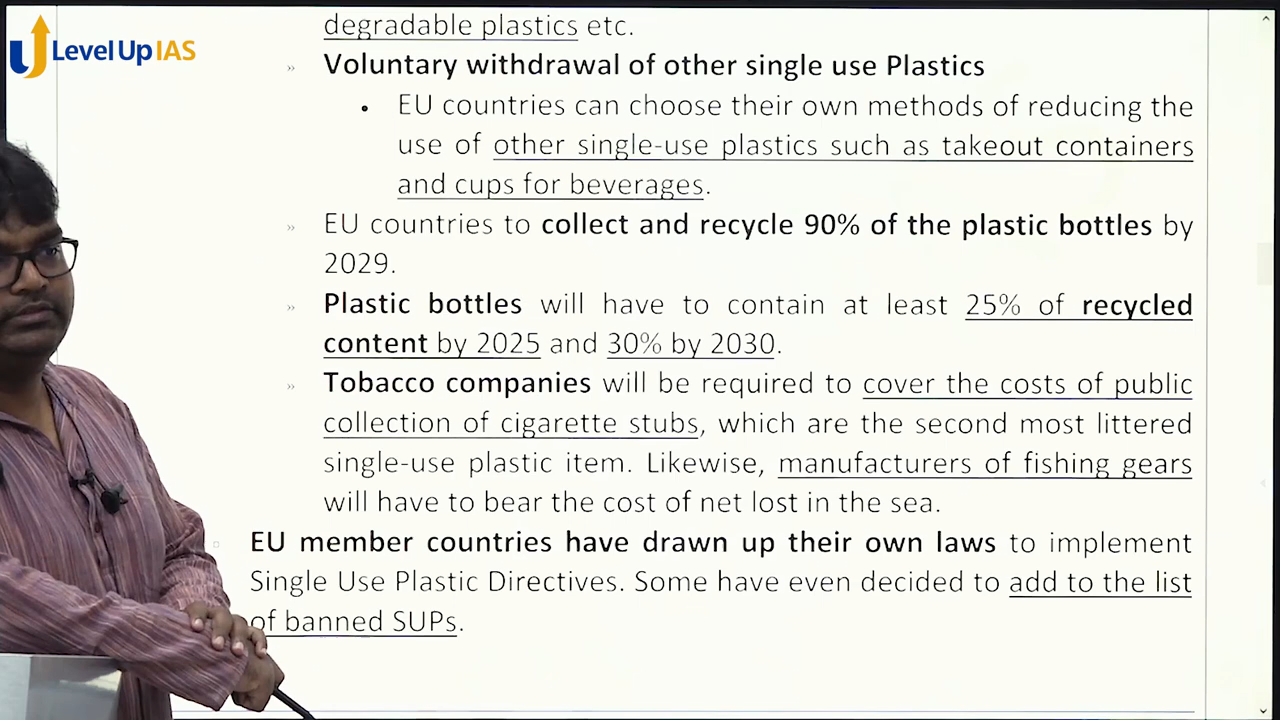 Level Up IAS
degradable plastics etc.
» Voluntary withdrawal of other single use Plastics
• EU countries can choose their own methods of reducing the
use of other single-use plastics such as takeout containers
and cups for beverages.
» EU countries to collect and recycle 90% of the plastic bottles by
2029.
» Plastic bottles will have to contain at least 25% of recycled
content by 2025 and 30% by 2030.
» Tobacco companies will be required to cover the costs of public
collection of cigarette stubs, which are the second most littered
single-use plastic item. Likewise, manufacturers of fishing gears
will have to bear the cost of net lost in the sea.
EU member countries have drawn up their own laws to implement
Single Use Plastic Directives. Some have even decided to add to the list
of banned SUPs.